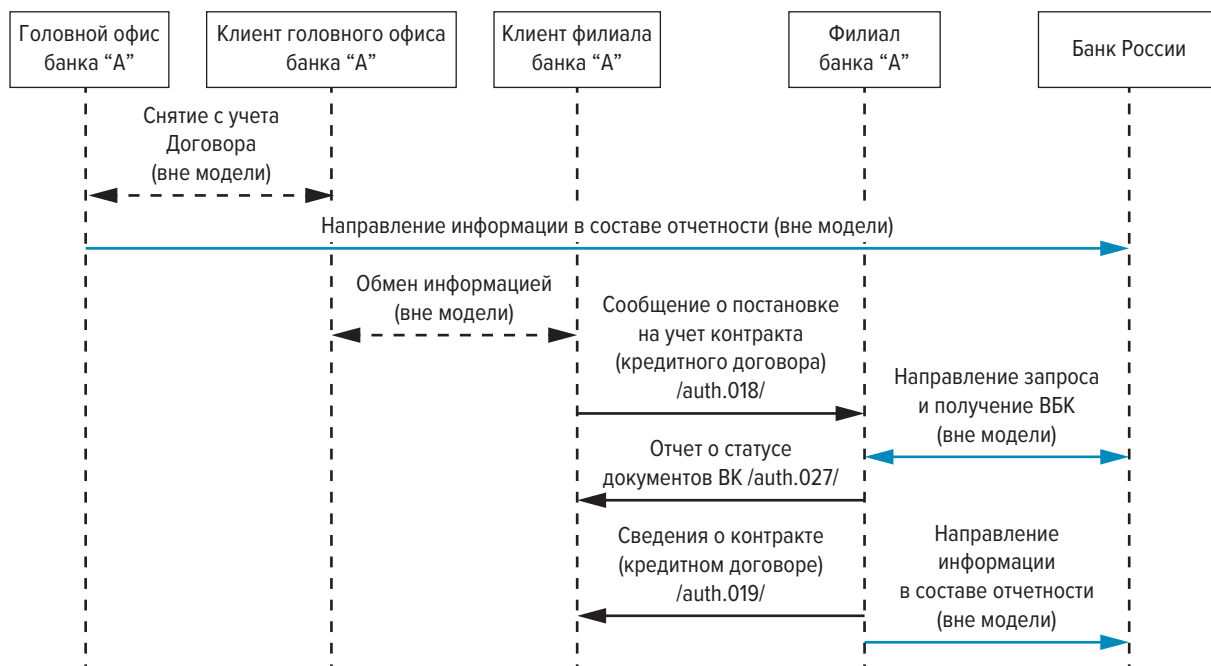 Головной офис
банка “А”
Клиент головного офиса
банка “А”
Клиент филиала
банка “А”
Филиал
банка “А”
Банк России
Снятие с учета
Договора
(вне модели)
Направление информации в составе отчетности (вне модели)
Обмен информацией
(вне модели)
Сообщение о постановке
на учет контракта
(кредитного договора)
/auth.018/
Направление запроса
и получение ВБК
(вне модели)
Отчет о статусе
документов ВК /auth.027/
Сведения о контракте
(кредитном договоре)
/auth.019/
Направление
информации
в составе отчетности
(вне модели)